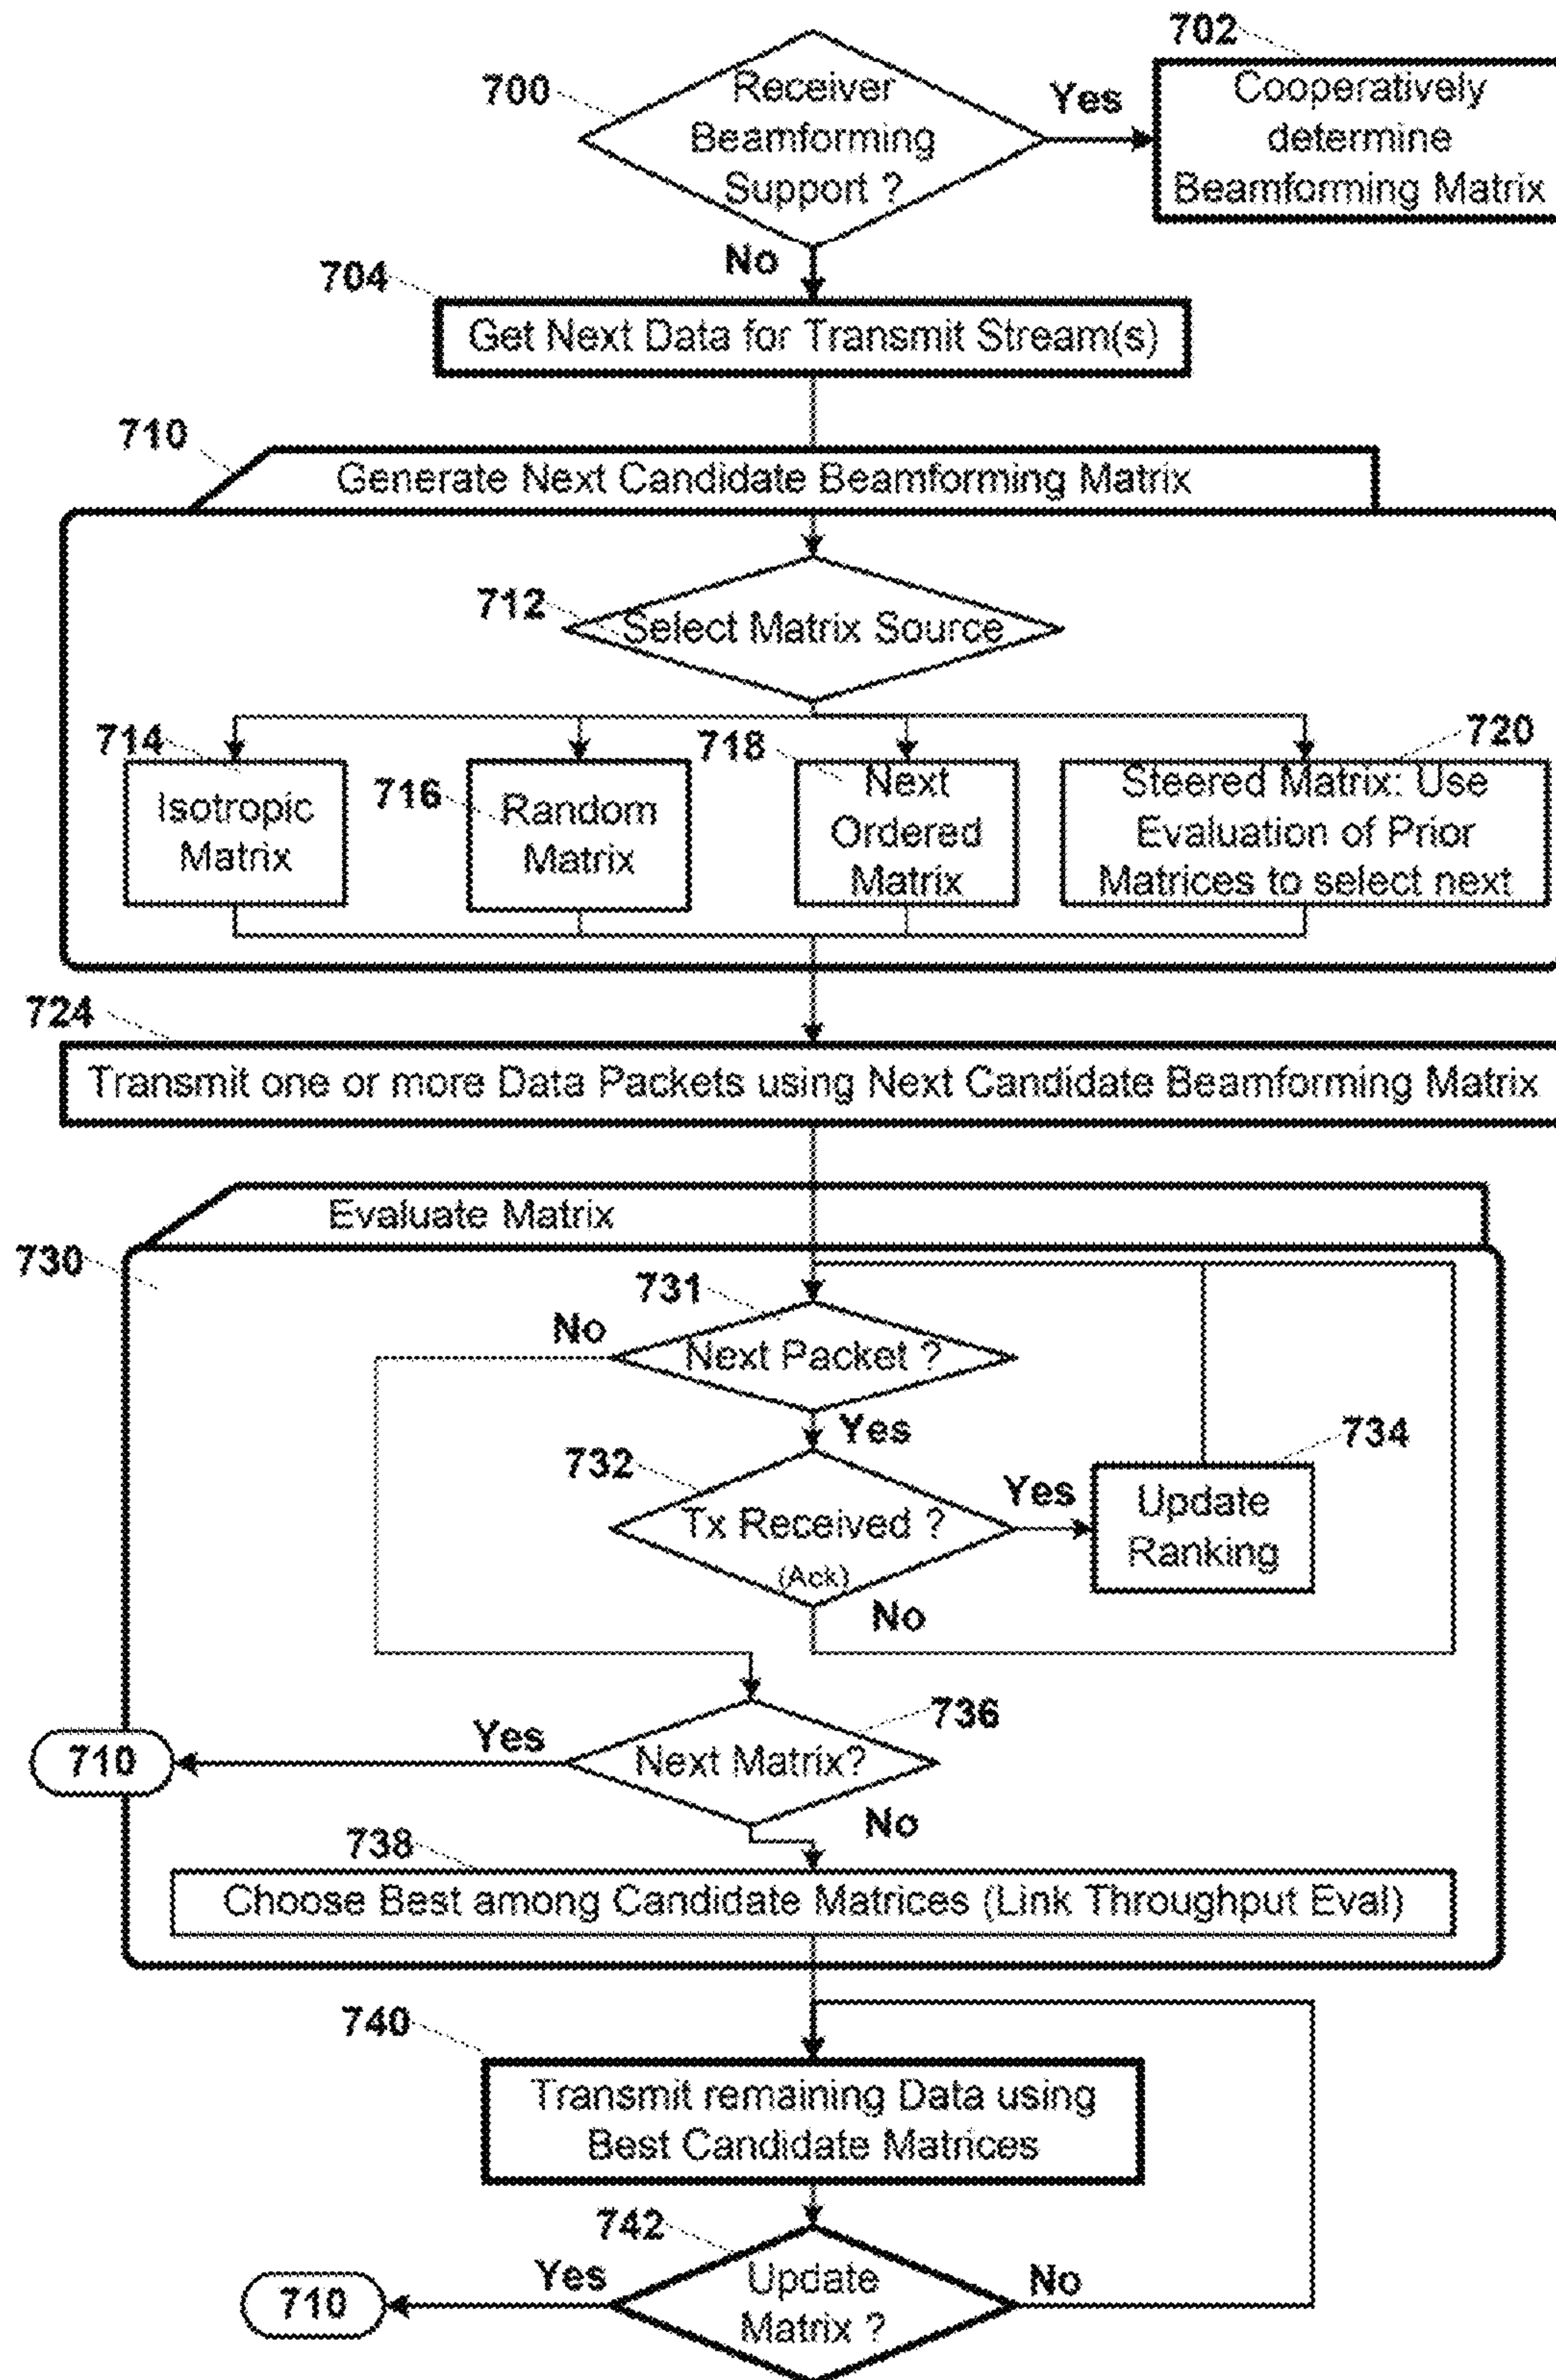 702
700
Receiver
Beamforming
Support ?
Yes
Cooperatively
determine
Beamforming Matrix
No
704
Get Next Data for Transmit Stream(s)
710
Generate Next Candidate Beamforming Matrix
712
Select Matrix Source
714
Isotropic
Matrix
716
Random
Matrix
718
Next
Ordered
Matrix
720
Steered Matrix: Use
Evaluation of Prior
Matrices to select next
724
Transmit one or more Data Packets using Next Candidate Beamforming Matrix
Evaluate Matrix
730
731
No
Next Packet ?
Yes
732
Tx Received ?
(Ack)
Yes
734
Update
Ranking
No
736
Next Matrix?
Yes
710
No
738
Choose Best among Candidate Matrices (Link Throughput Eval)
740
Transmit remaining Data using
Best Candidate Matrices
742
Update
Matrix ?
Yes
710
No